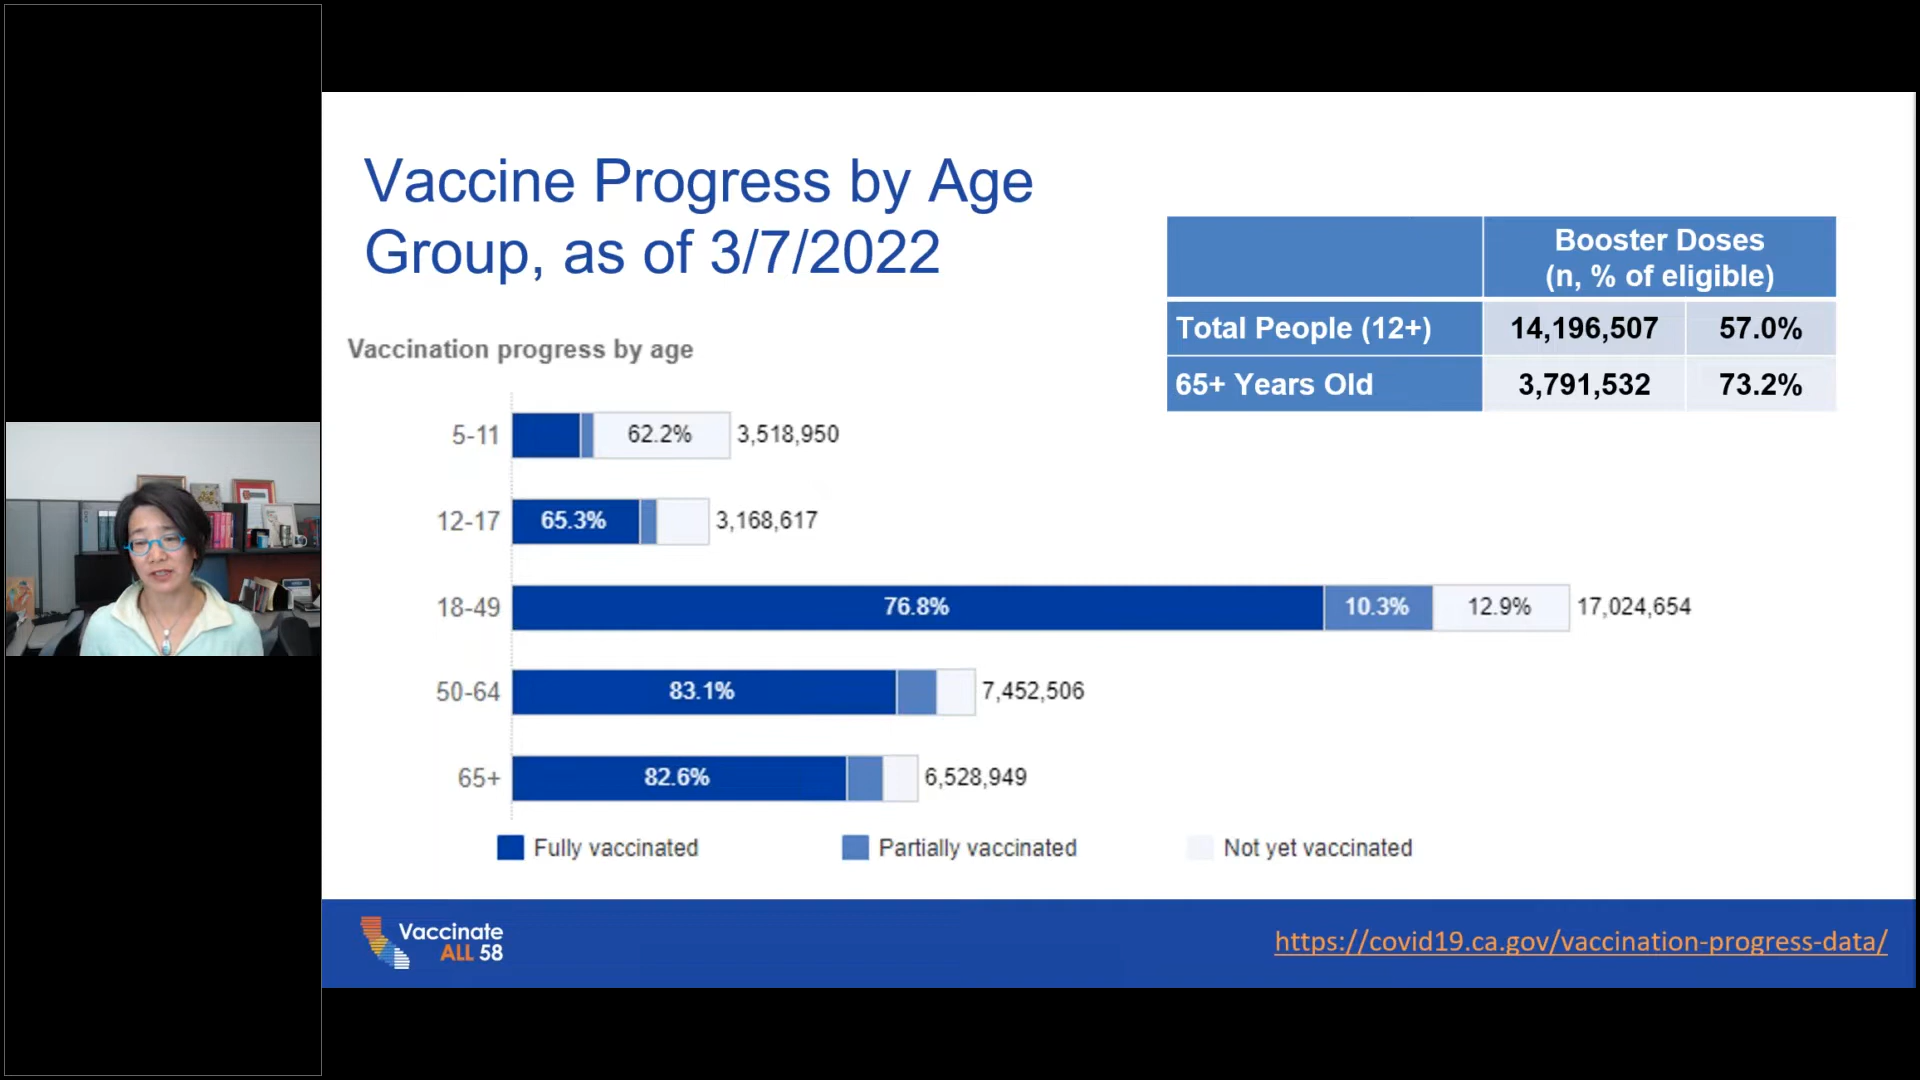 Vaccine Progress by Age
Group, as of 3/7/2022
Booster Doses
(n, % of eligible)
Total People (12+) 14,196,507 57.0%
65+ Years Old 3,791,532 73.2%
Vaccination progress by age
5-11 62.2% 3,518,950
12-17 65.3% 3,168,617
18-49 76.8% 10.3% 12.9% 17,024,654
50-64 83.1% 7,452,506
65+ 82.6% 6,528,949
Fully vaccinated Partially vaccinated Not yet vaccinated
Vaccinate
ALL 58
https://covid19.ca.gov/vaccination-progress-data/